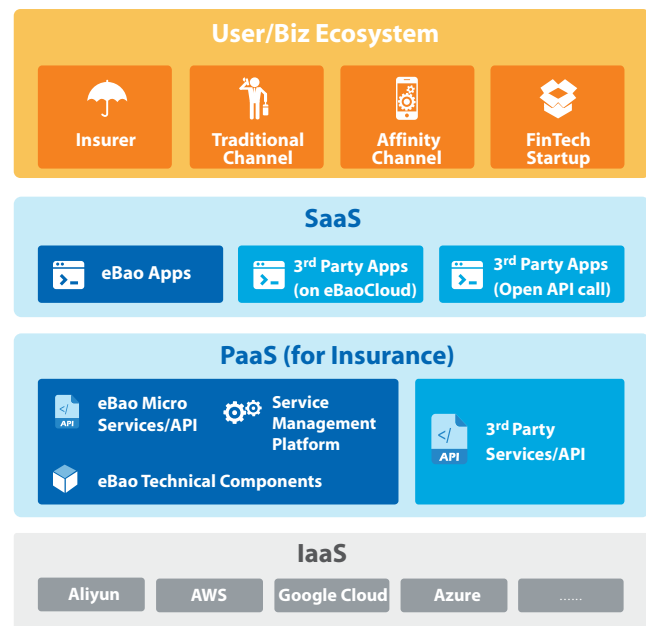 User/Biz Ecosystem
Insurer
Traditional
Channel
Affinity
Channel
FinTech
Startup
SaaS
eBao Apps
3rd Party Apps
(on eBaoCloud)
3rd Party Apps
(Open API call)
PaaS (for Insurance)
</>
API
eBao Micro
Services/API
Service
Management
Platform
eBao Technical Components
</>
API
3rd Party
Services/API
IaaS
Aliyun
AWS
Google Cloud
Azure
......